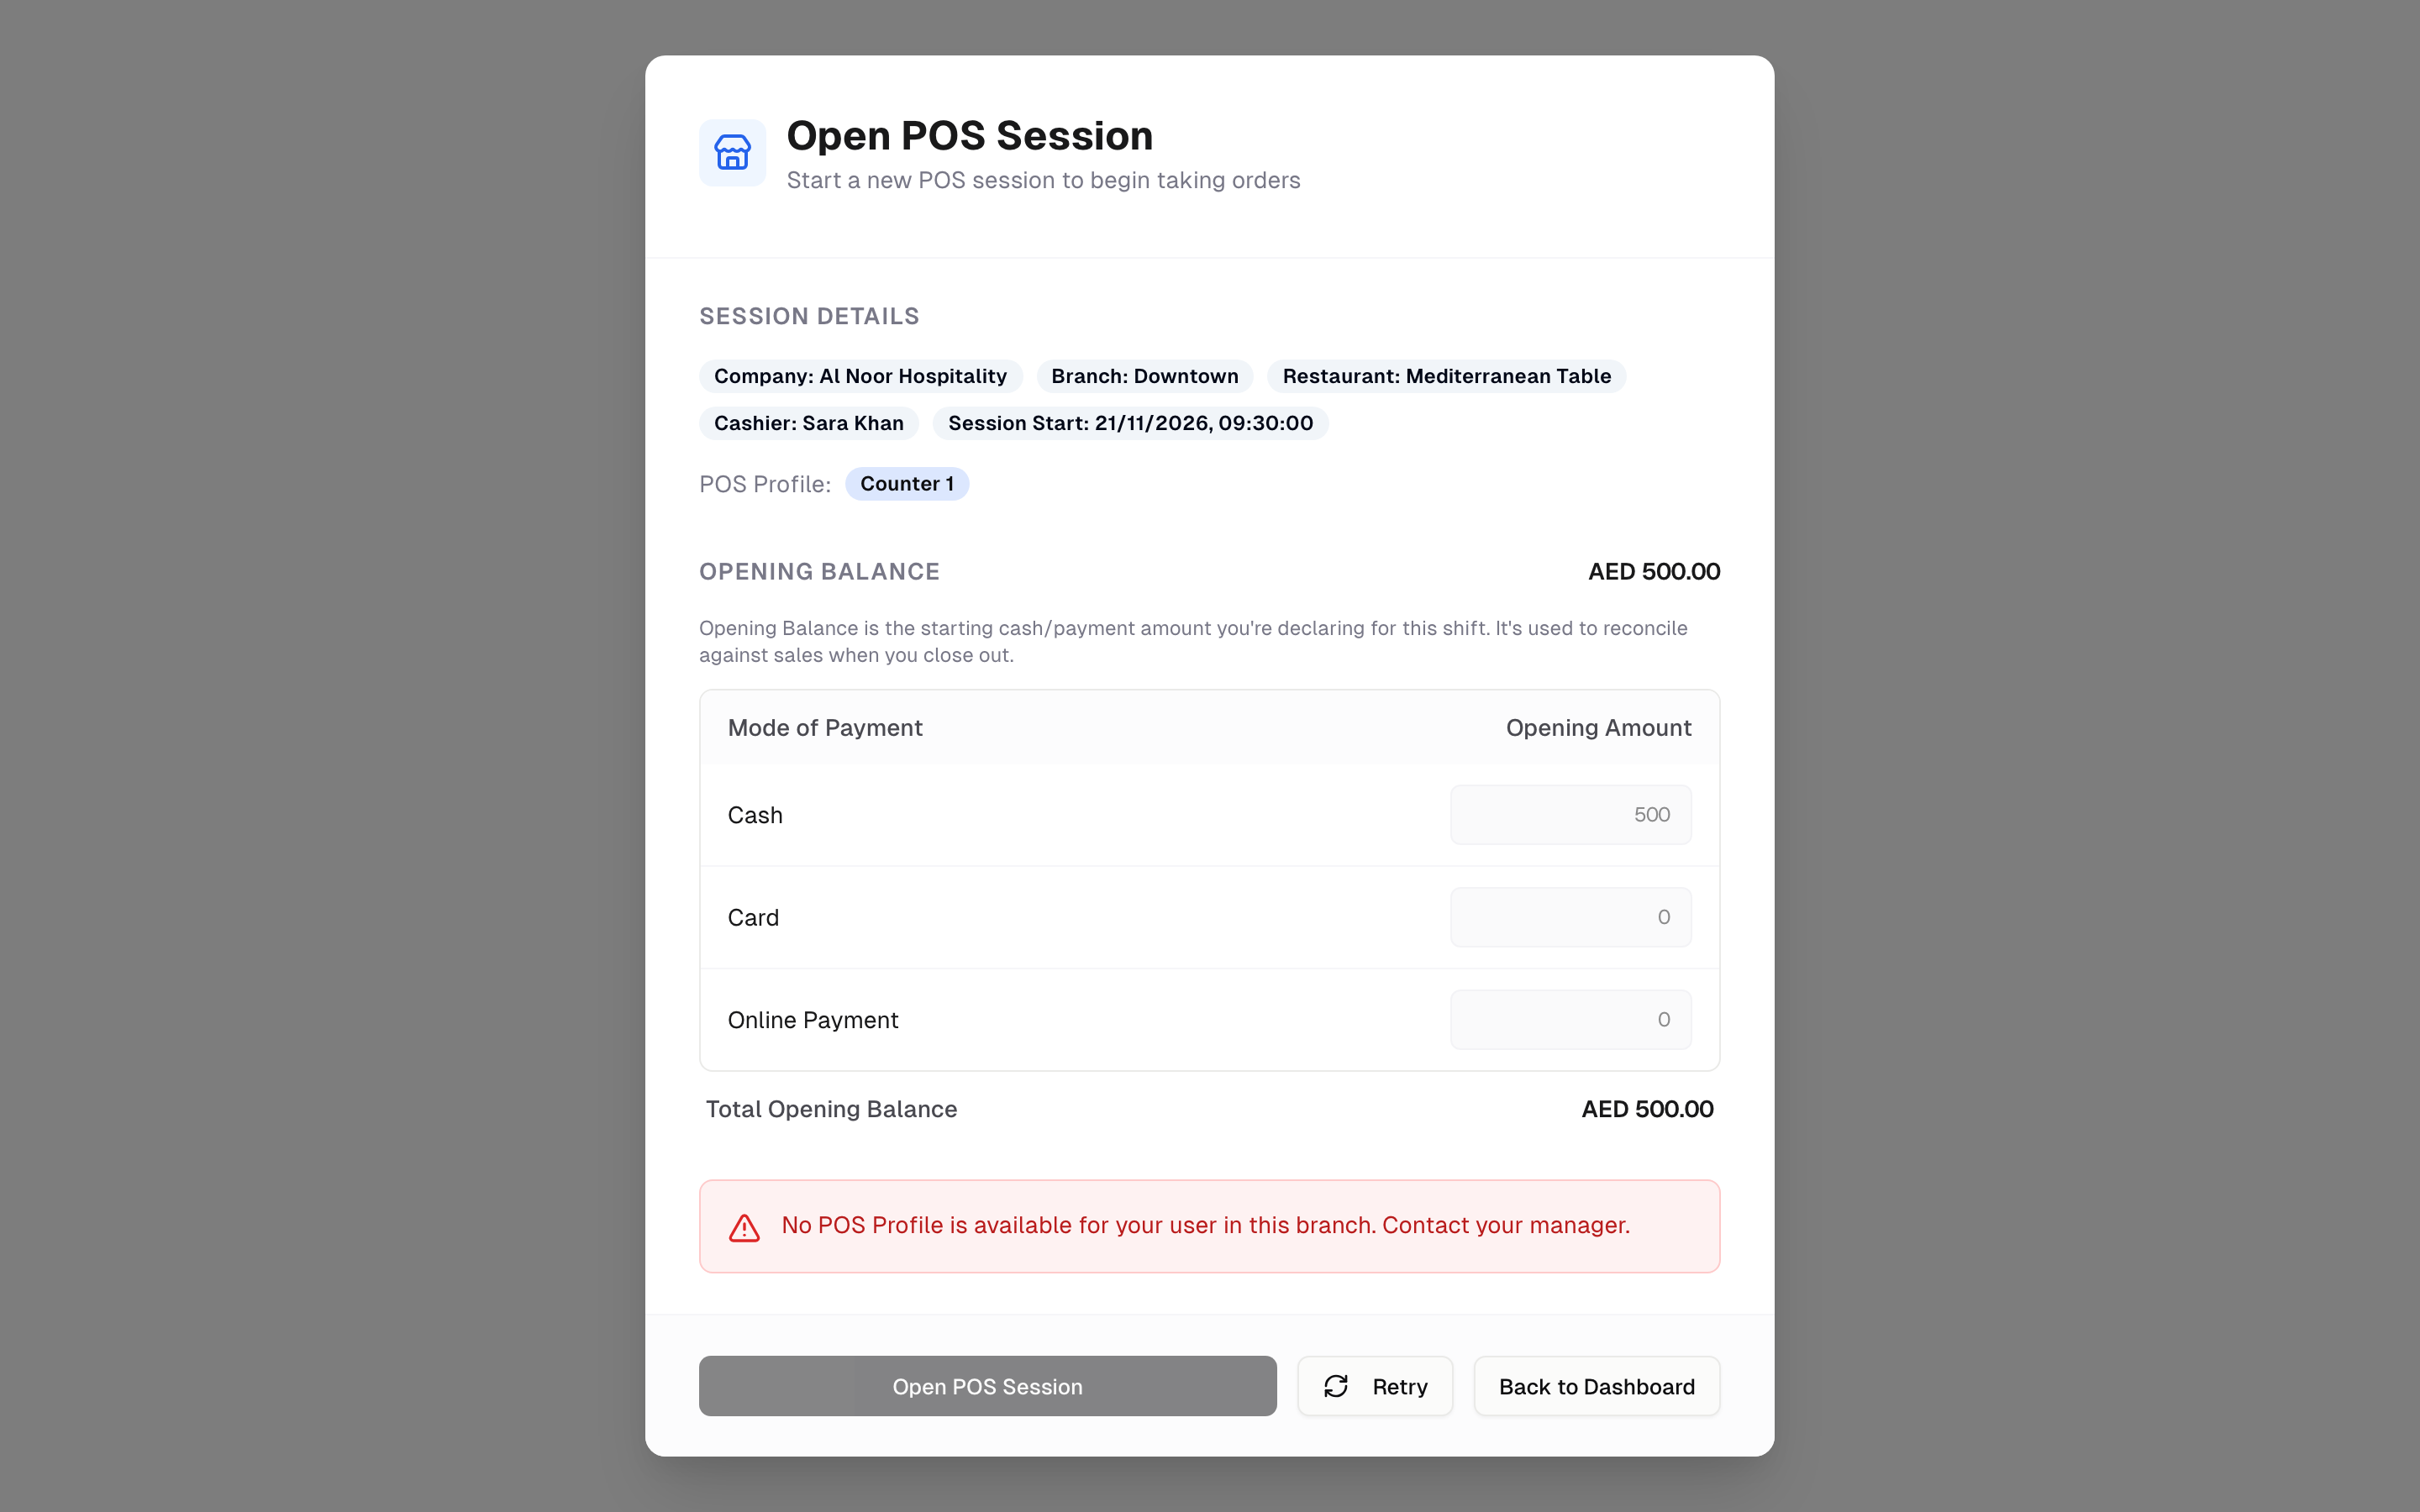 Open POS Session
Start a new POS session to begin taking orders
SESSION DETAILS
Company: Al Noor Hospitality
Branch: Downtown
Restaurant: Mediterranean Table
Cashier: Sara Khan
Session Start: 21/11/2026, 09:30:00
POS Profile: Counter 1
OPENING BALANCE AED 500.00
Opening Balance is the starting cash/payment amount you're declaring for this shift. It's used to reconcile
against sales when you close out.
Mode of Payment Opening Amount
Cash 500
Card 0
Online Payment 0
Total Opening Balance AED 500.00
No POS Profile is available for your user in this branch. Contact your manager.
Open POS Session
Retry
Back to Dashboard